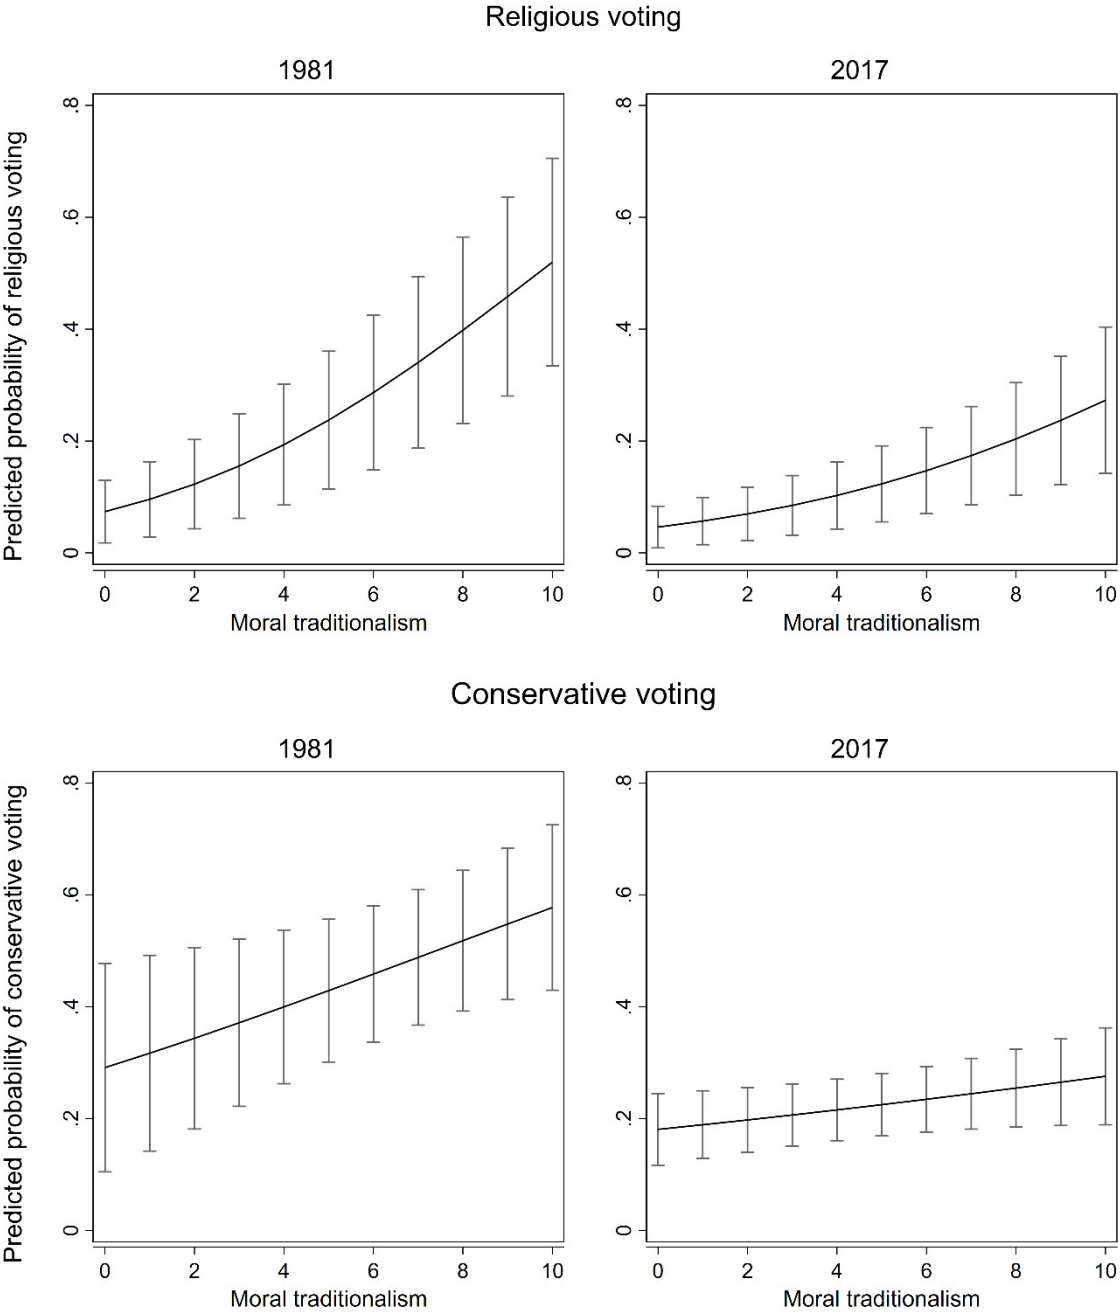 Religious voting
1981
2017
Predicted probability of religious voting
.8
.6
.4
.2
0
0 2 4 6 8 10
Moral traditionalism
.8
.6
.4
.2
0
0 2 4 6 8 10
Moral traditionalism
Conservative voting
1981
2017
Predicted probability of conservative voting
.8
.6
.4
.2
0
0 2 4 6 8 10
Moral traditionalism
.8
.6
.4
.2
0
0 2 4 6 8 10
Moral traditionalism